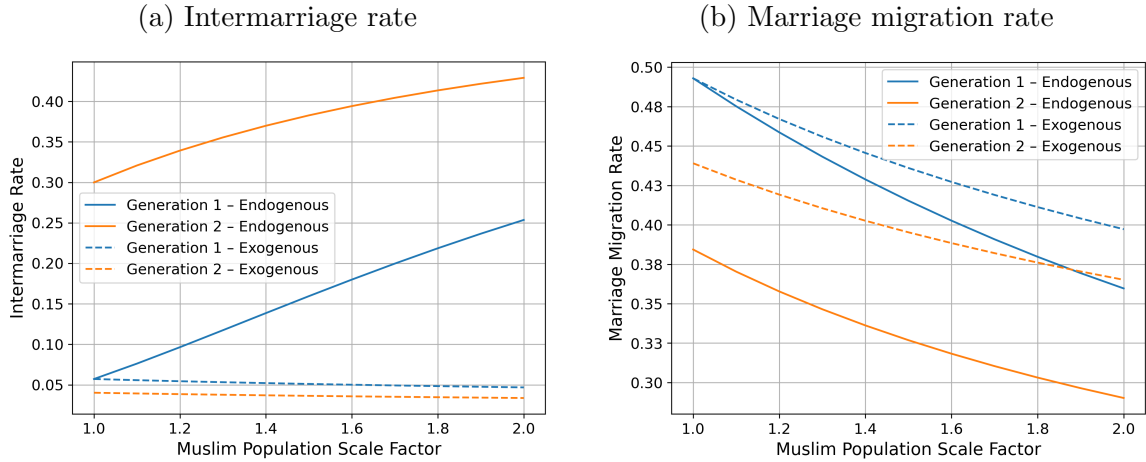 (a) Intermarriage rate
Intermarriage Rate
0.40
0.35
0.30
0.25
0.20
0.15
0.10
0.05
Generation 1 – Endogenous
Generation 2 – Endogenous
Generation 1 – Exogenous
Generation 2 – Exogenous
1.0 1.2 1.4 1.6 1.8 2.0
Muslim Population Scale Factor
(b) Marriage migration rate
Marriage Migration Rate
0.50
0.48
0.45
0.43
0.40
0.38
0.35
0.33
0.30
Generation 1 – Endogenous
Generation 2 – Endogenous
Generation 1 – Exogenous
Generation 2 – Exogenous
1.0 1.2 1.4 1.6 1.8 2.0
Muslim Population Scale Factor